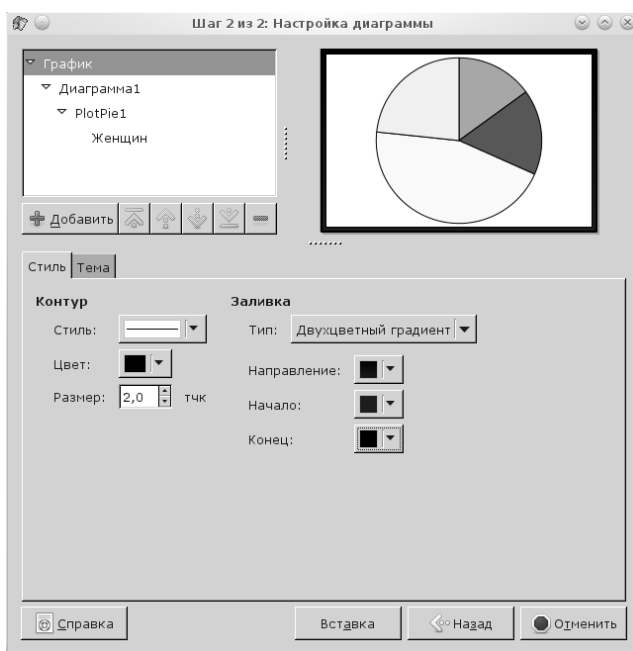 Шаг 2 из 2: Настройка диаграммы
График
Диаграмма1
PlotPie1
Женщин
Добавить
Стиль Тема
Контур
Стиль:
Цвет:
Размер: 2,0 тчк
Заливка
Тип: Двухцветный градиент
Направление:
Начало:
Конец:
Справка Вставка Назад Отменить